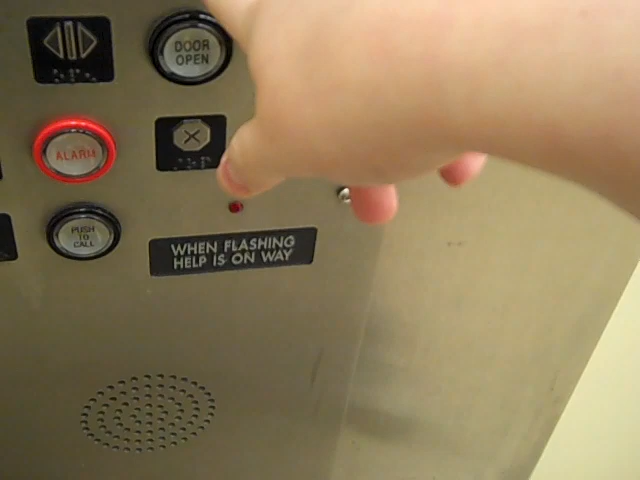 DOOR
OPEN
ALARM
PUSH
TO
CALL
WHEN FLASHING
HELP IS ON WAY